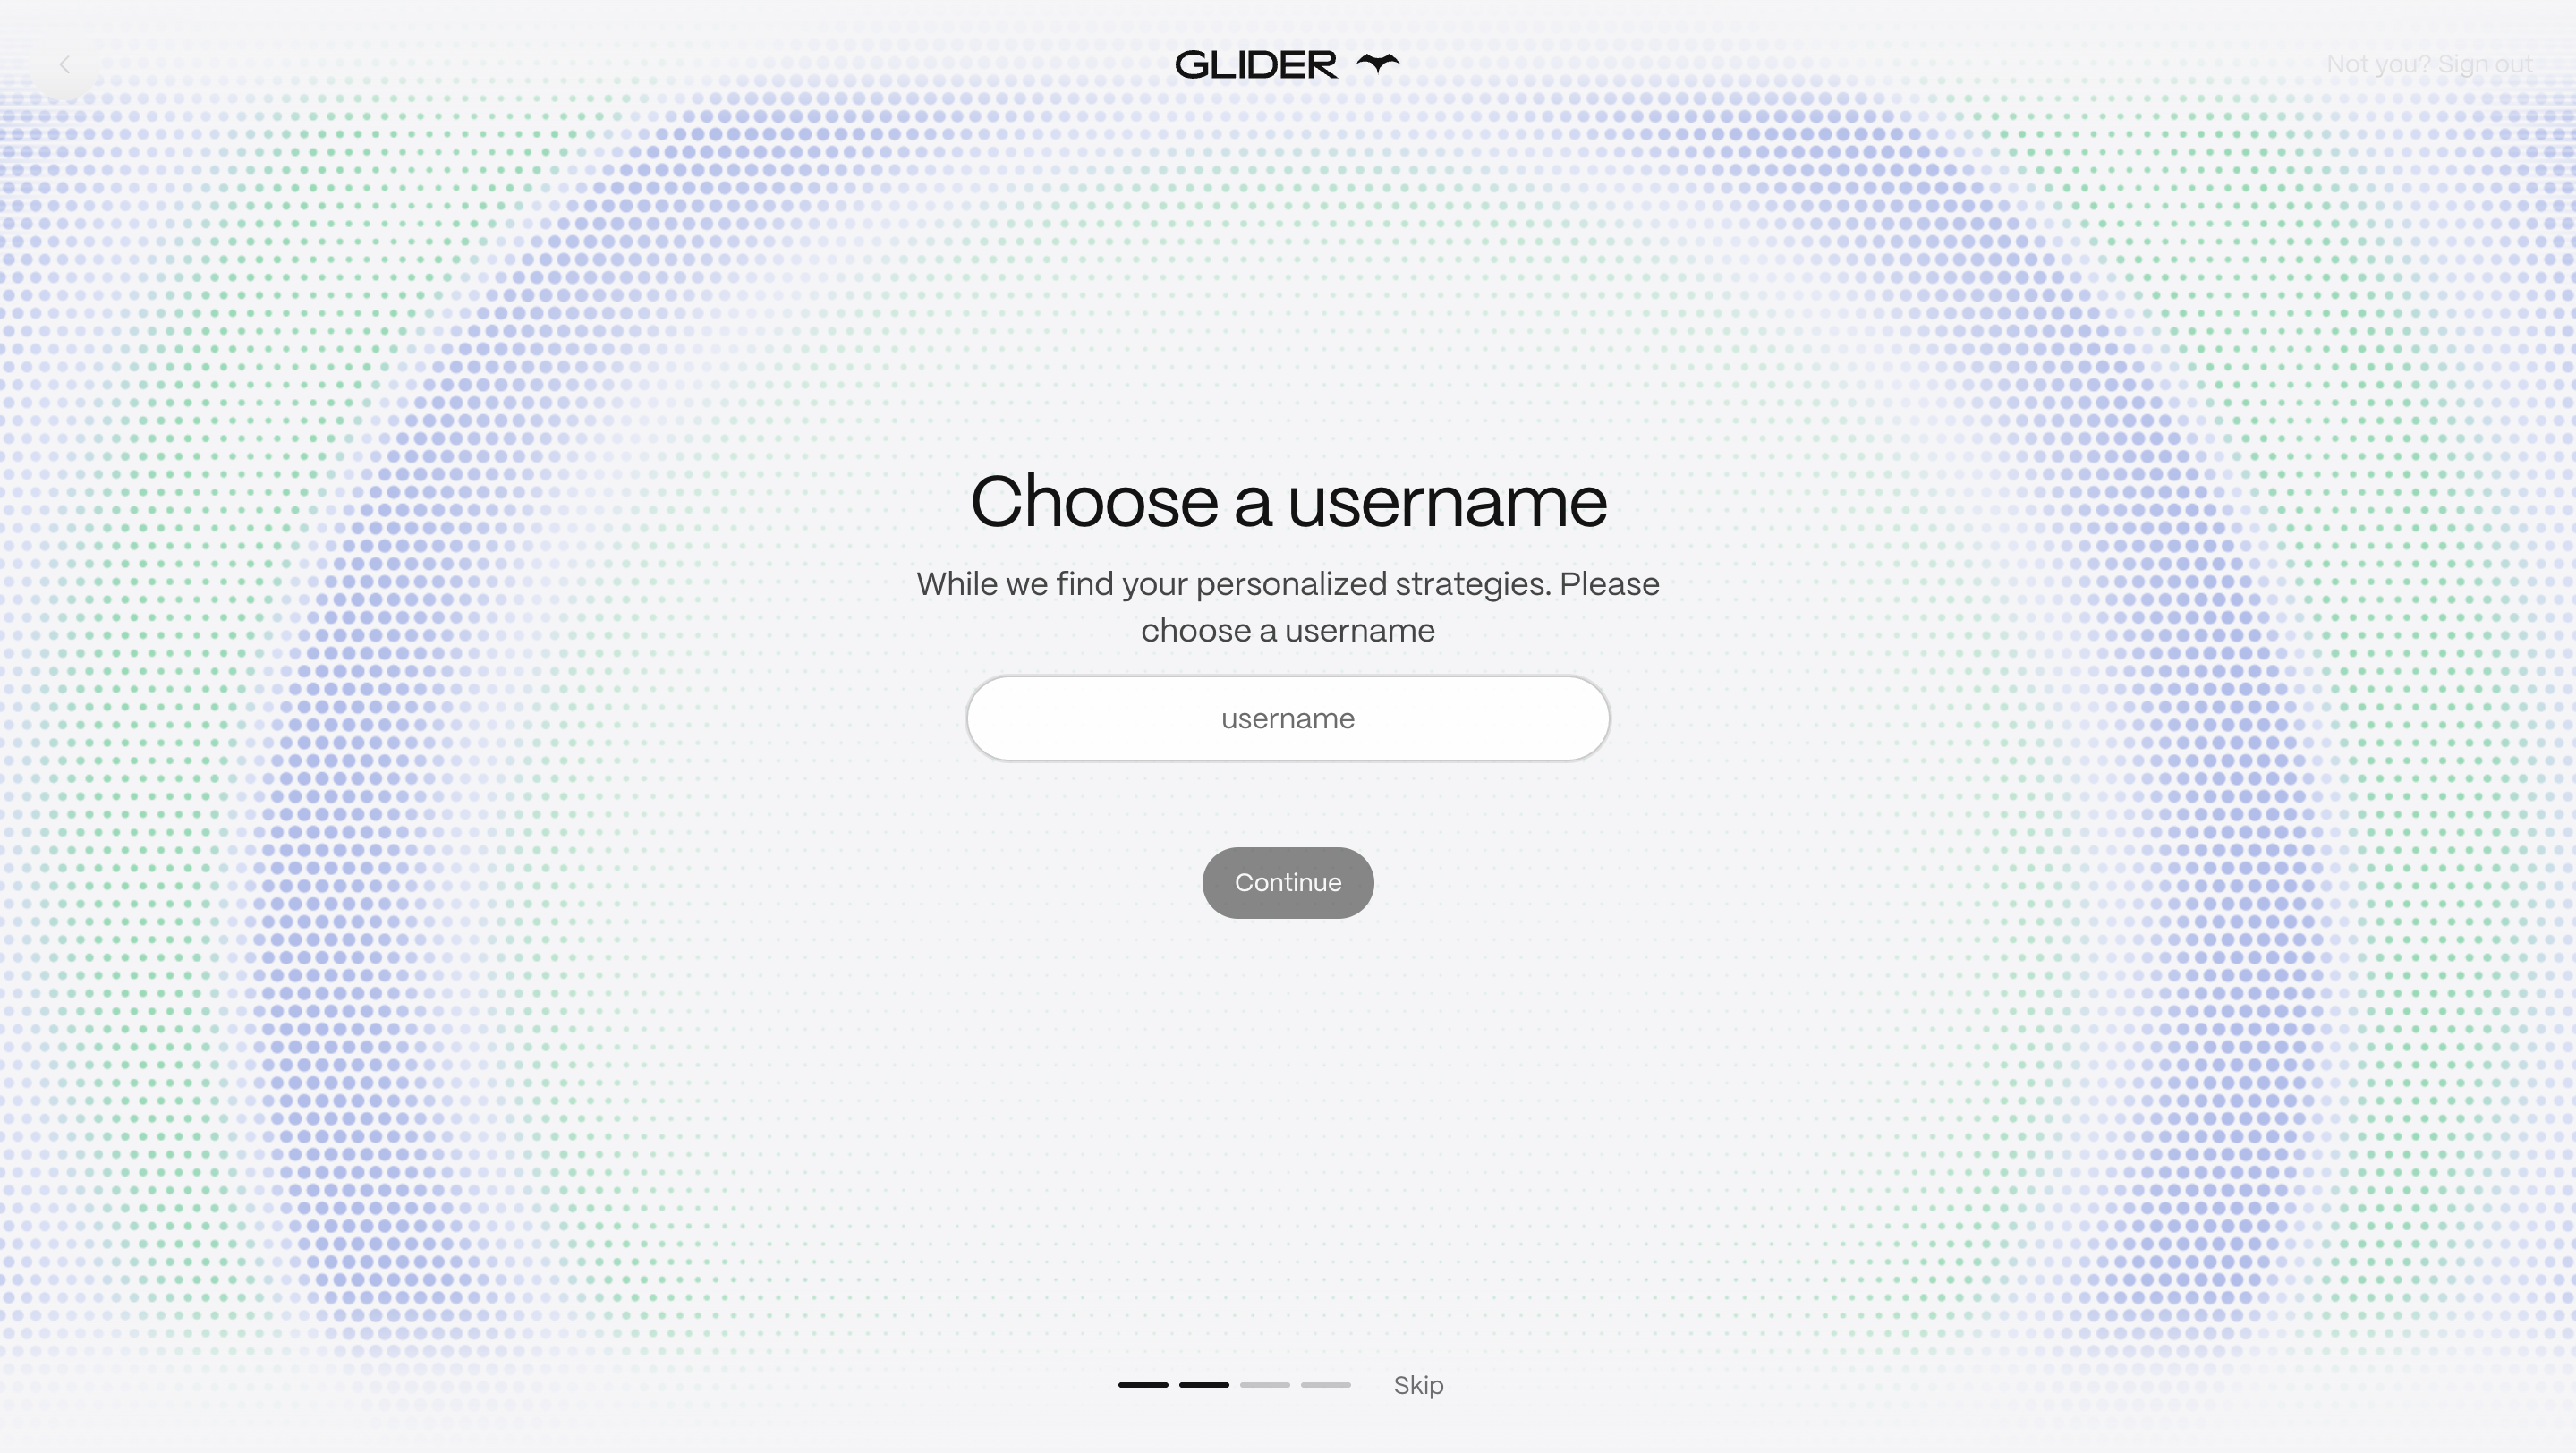 GLIDER
Not you? Sign out
Choose a username
While we find your personalized strategies. Please
choose a username
username
Continue
Skip